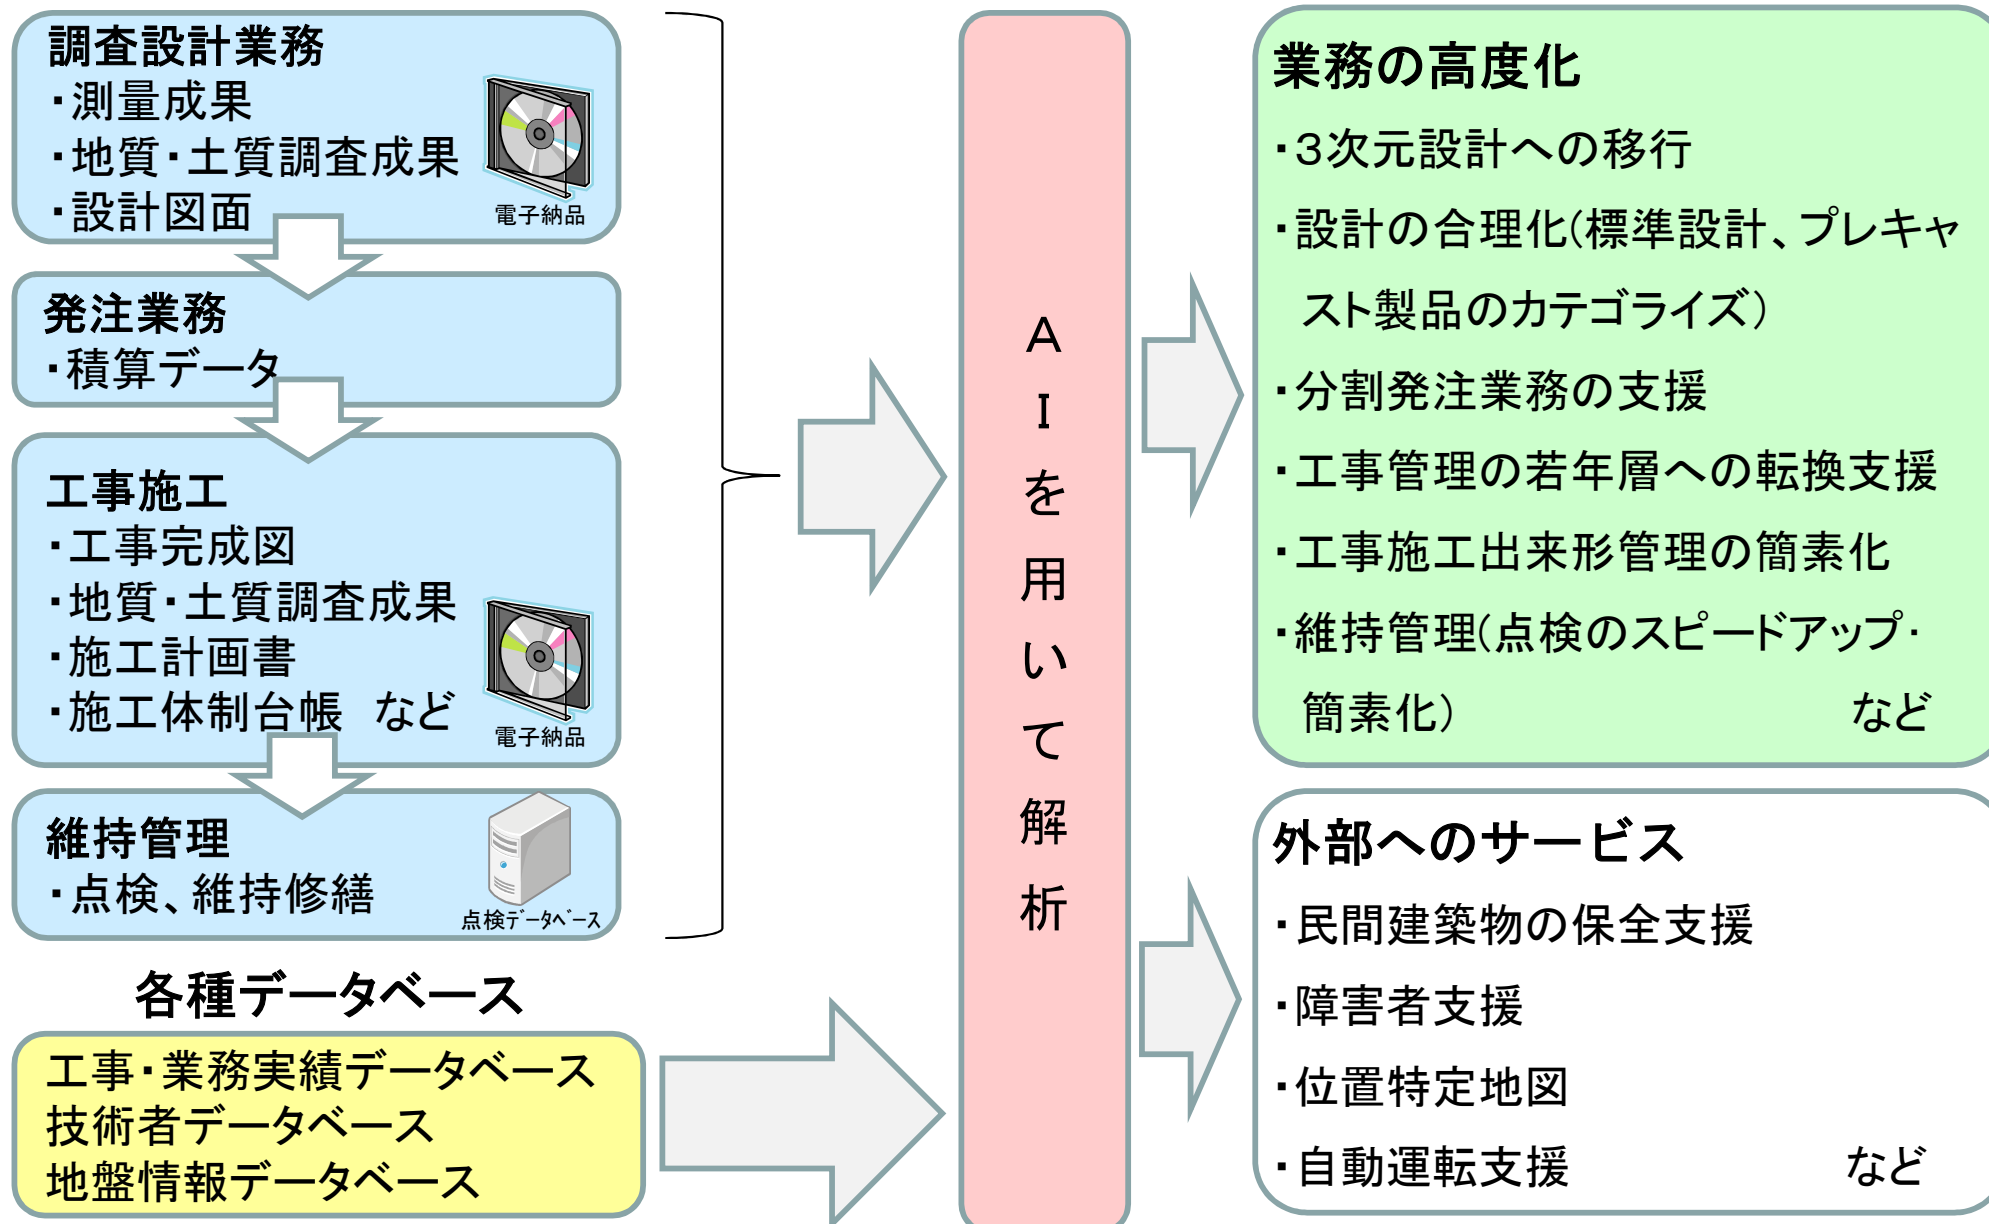 調査設計業務
・測量成果
・地質・土質調査成果
・設計図面
電子納品
発注業務
・積算データ
工事施工
・工事完成図
・地質・土質調査成果
・施工計画書
・施工体制台帳　など
電子納品
維持管理
・点検、維持修繕
点検ﾃﾞｰﾀﾍﾞｰｽ
各種データベース
工事・業務実績データベース
技術者データベース
地盤情報データベース
ＡＩを用いて解析
業務の高度化
・３次元設計への移行
・設計の合理化(標準設計、プレキャ
スト製品のカテゴライズ）
・分割発注業務の支援
・工事管理の若年層への転換支援
・工事施工出来形管理の簡素化
・維持管理(点検のスピードアップ・
簡素化）　など
外部へのサービス
・民間建築物の保全支援
・障害者支援
・位置特定地図
・自動運転支援　など